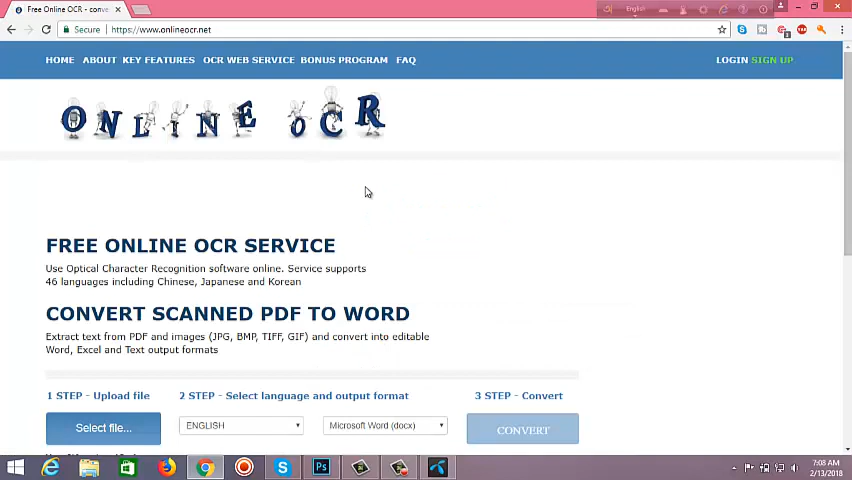 Free Online OCR - conve
English
Secure
https://www.onlineocr.net
HOME ABOUT KEY FEATURES OCR WEB SERVICE BONUS PROGRAM FAQ LOGIN SIGN UP
ONLINE OCR
FREE ONLINE OCR SERVICE
Use Optical Character Recognition software online. Service supports
46 languages including Chinese, Japanese and Korean
CONVERT SCANNED PDF TO WORD
Extract text from PDF and images (JPG, BMP, TIFF, GIF) and convert into editable
Word, Excel and Text output formats
1 STEP - Upload file 2 STEP - Select language and output format 3 STEP - Convert
Select file... ENGLISH Microsoft Word (docx) CONVERT
Ps
7:08 AM
2/13/2018